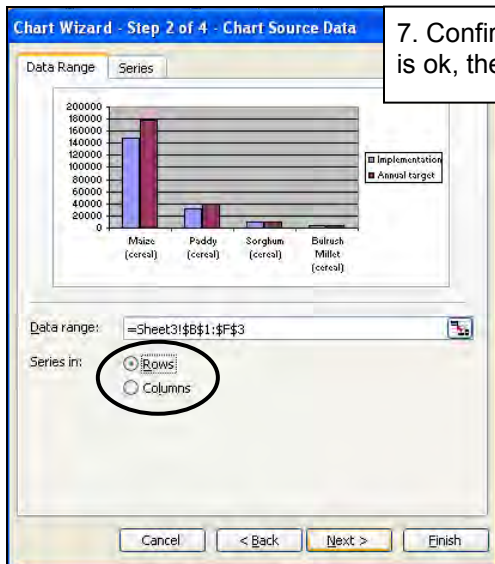 Chart Wizard - Step 2 of 4 - Chart Source Data
7. Confir
is ok, the
Data Range
Series
200000
180000
160000
140000
120000
100000
80000
60000
40000
20000
0
Implementation
Annual target
Maize
(cereal)
Paddy
(cereal)
Sorghum
(cereal)
Bulrush
Millet
(cereal)
Data range:
=Sheet3!$B$1:$F$3
Series in:
Rows
Columns
Cancel
< Back
Next >
Finish